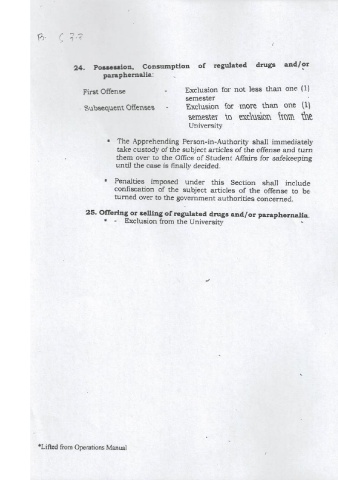 24. Possession, Consumption of regulated drugs and/or
paraphernalia:
First Offense - Exclusion for not less than one (1)
semester
Subsequent Offenses - Exclusion for more than one (1)
semester to exclusion from the
University
* The Apprehending Person-in-Authority shall immediately
take custody of the subject articles of the offense and turn
them over to the Office of Student Affairs for safekeeping
until the case is finally decided.
* Penalties imposed under this Section shall include
confiscation of the subject articles of the offense to be
turned over to the government authorities concerned.
25. Offering or selling of regulated drugs and/or paraphernalia.
* - Exclusion from the University
*Lifted from Operations Manual